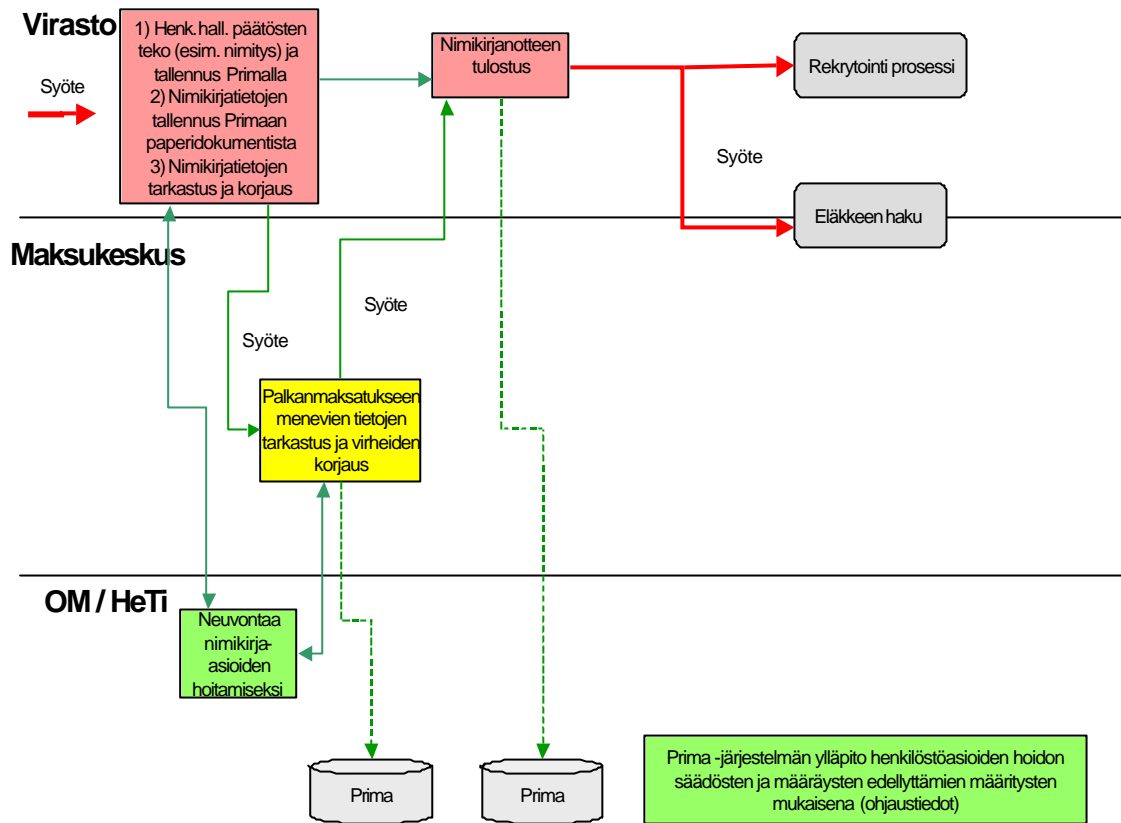 Virasto
Syöte
1) Henk.hall. päätösten
teko (esim. nimitys) ja
tallennus Primalla
2) Nimikirjatietojen
tallennus Primaan
paperidokumentista
3) Nimikirjatietojen
tarkastus ja korjaus
Nimikirjanotteen
tulostus
Rekrytointi prosessi
Syöte
Eläkkeen haku
Maksukeskus
Syöte
Syöte
Palkanmaksatukseen
menevien tietojen
tarkastus ja virheiden
korjaus
OM / HeTi
Neuvontaa
nimikirja-
asioiden
hoitamiseksi
Prima
Prima
Prima -järjestelmän ylläpito henkilöstöasioiden hoidon
säädösten ja määräysten edellyttämien määritysten
mukaisena (ohjaustiedot)